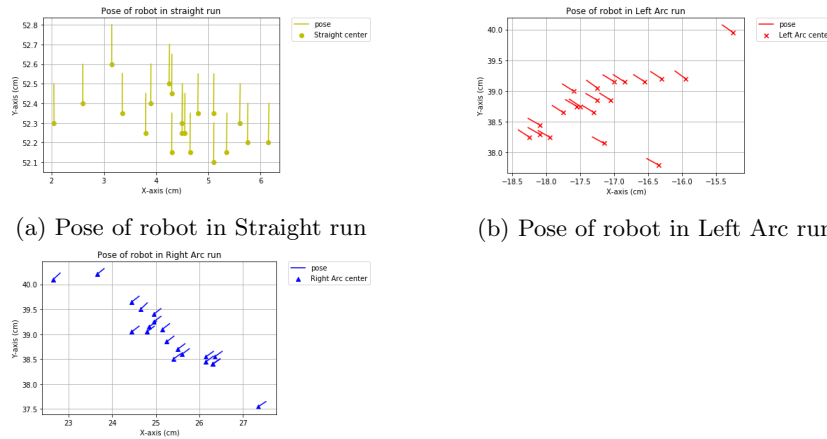 Pose of robot in straight run
52.8
52.7
52.6
52.5
52.4
52.3
52.2
52.1
Y-axis (cm)
2 3 4 5 6
X-axis (cm)
pose
Straight center
(a) Pose of robot in Straight run
Pose of robot in Left Arc run
40.0
39.5
39.0
38.5
38.0
Y-axis (cm)
−18.5 −18.0 −17.5 −17.0 −16.5 −16.0 −15.5
X-axis (cm)
pose
Left Arc center
(b) Pose of robot in Left Arc run
Pose of robot in Right Arc run
40.0
39.5
39.0
38.5
38.0
37.5
Y-axis (cm)
23 24 25 26 27
X-axis (cm)
pose
Right Arc center